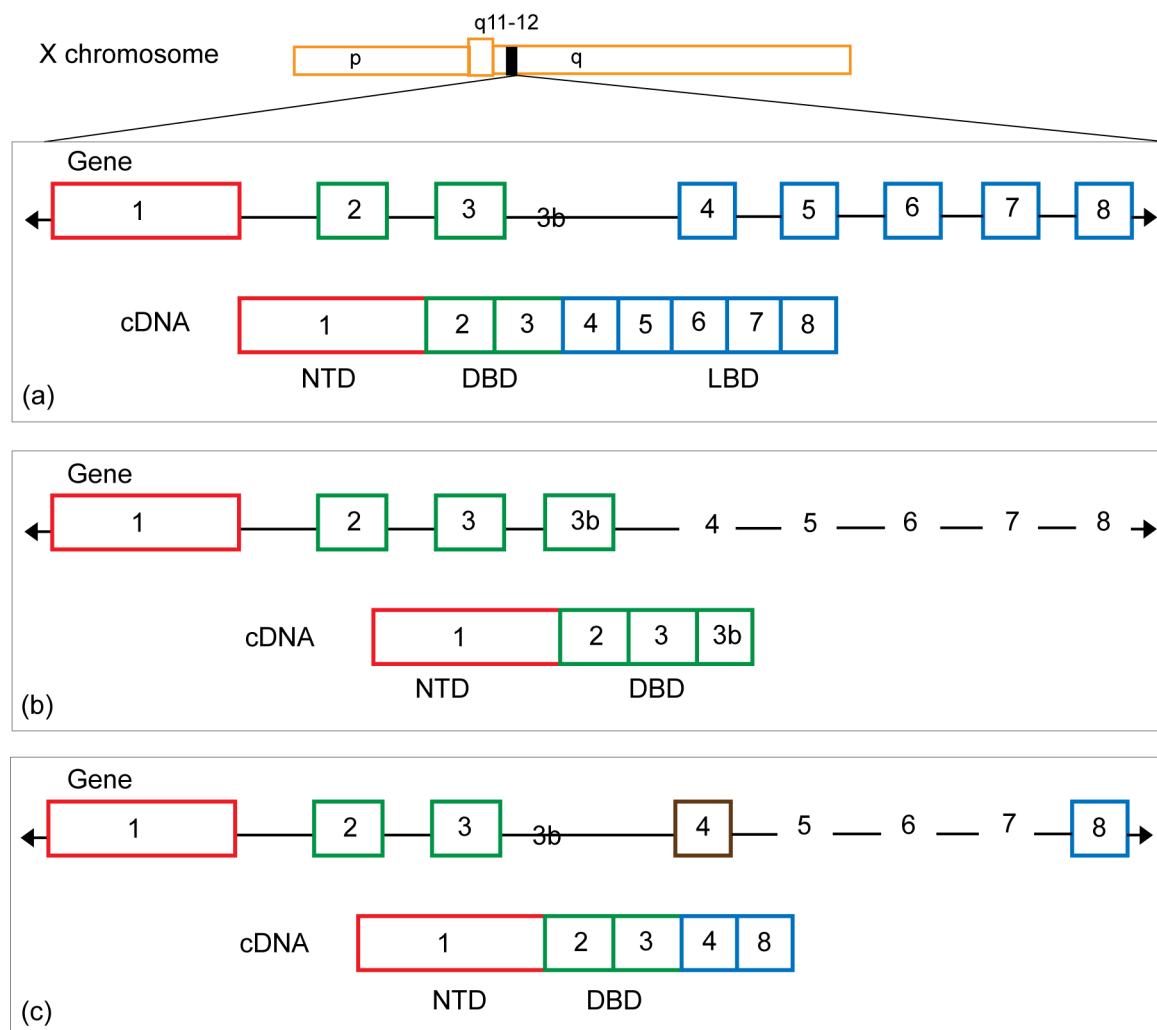 q11-12
X chromosome p q
Gene
1 2 3 3b 4 5 6 7 8
cDNA 1 2 3 4 5 6 7 8
NTD DBD LBD
(a)
Gene
1 2 3 3b 4 5 6 7 8
cDNA 1 2 3 3b
NTD DBD
(b)
Gene
1 2 3 3b 4 5 6 7 8
cDNA 1 2 3 4 8
NTD DBD
(c)